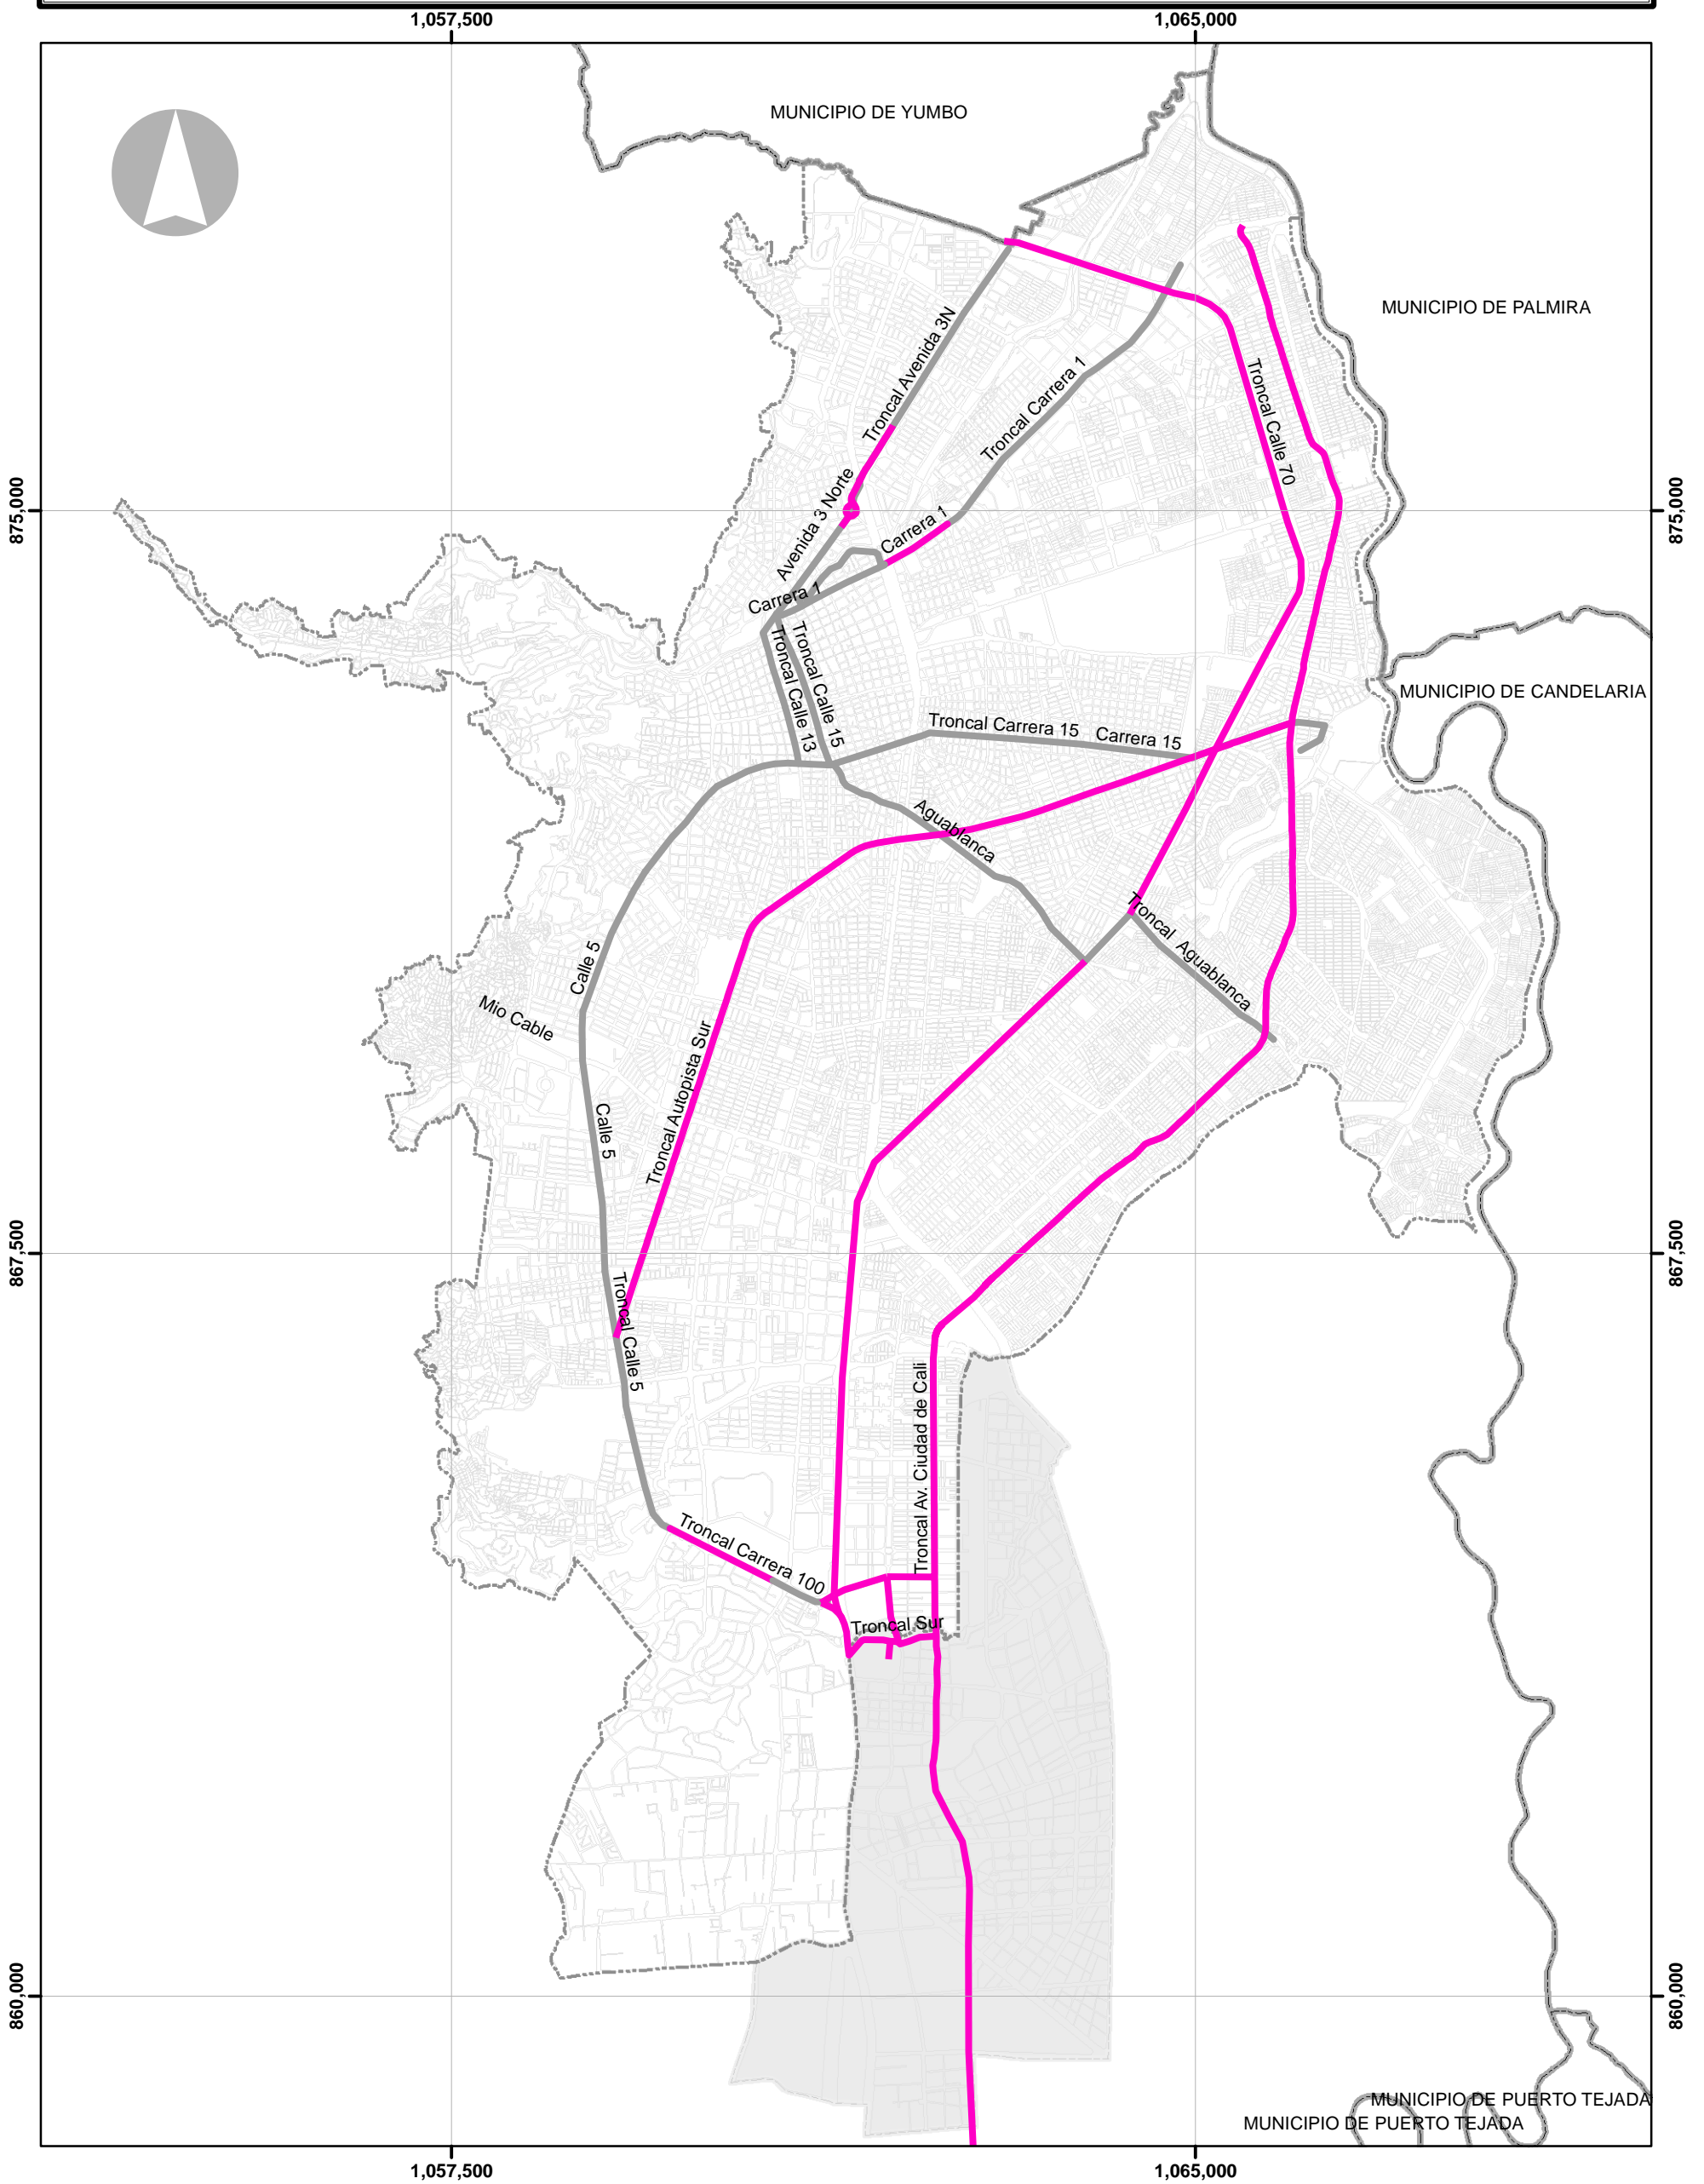 1,057,500
1,065,000
MUNICIPIO DE YUMBO
MUNICIPIO DE PALMIRA
Troncal Avenida 3N
Troncal Carrera 1
Troncal Calle 70
875,000
875,000
Avenida 3 Norte
Carrera 1
Carrera 1
Troncal Calle 15
Troncal Calle 13
MUNICIPIO DE CANDELARIA
Troncal Carrera 15
Carrera 15
Aguablanca
Troncal Aguablanca
Calle 5
Mio Cable
Troncal Autopista Sur
Calle 5
867,500
867,500
Troncal Calle 5
Troncal Av. Ciudad de Cali
Troncal Carrera 100
Troncal Sur
860,000
860,000
MUNICIPIO DE PUERTO TEJADA
MUNICIPIO DE PUERTO TEJADA
1,057,500
1,065,000